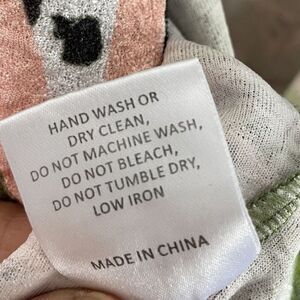 HAND WASH OR
DRY CLEAN,
DO NOT MACHINE WASH,
DO NOT BLEACH,
DO NOT TUMBLE DRY,
LOW IRON
MADE IN CHINA